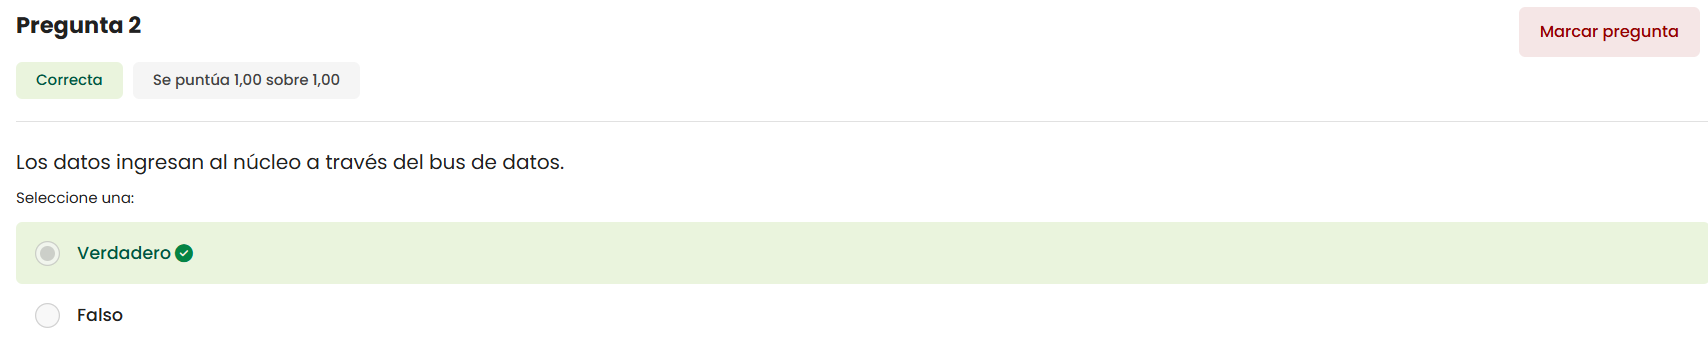 Pregunta 2
Marcar pregunta
Correcta
Se puntúa 1,00 sobre 1,00
Los datos ingresan al núcleo a través del bus de datos.
Seleccione una:
Verdadero
Falso